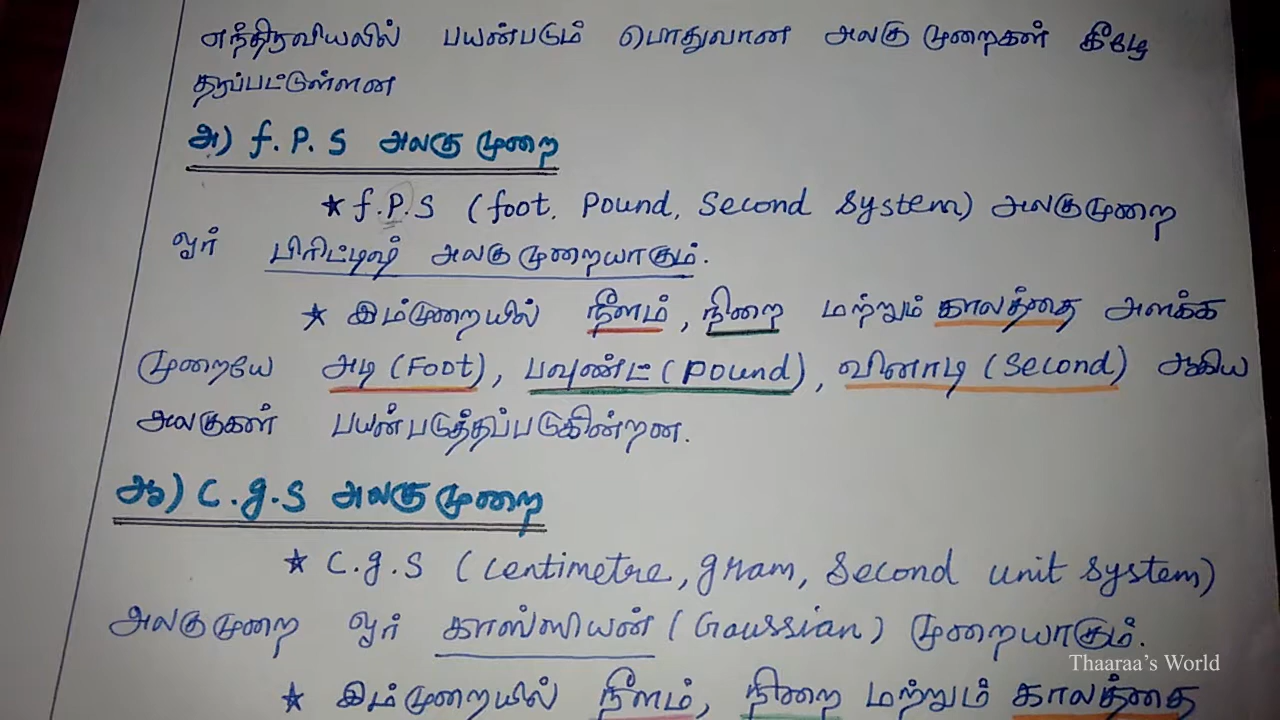 எந்திரவியலில் பயன்படும் பொதுவான அலகு முறைகள் கீழே
தரப்பட்டுள்ளன
அ) f.P.S அலகு முறை
★ f.P.S (foot, Pound, Second System) அலகுமுறை
ஓர் பிரிட்டிஷ் அலகு முறையாகும்.
★ இம்முறையில் நீளம், நிறை மற்றும் காலத்தை அளக்க
முறையே அடி (Foot), பவுண்ட் (pound), வினாடி (Second) ஆகிய
அலகுகள் பயன்படுத்தப்படுகின்றன.
ஆ) C.g.S அலகு முறை
★ C.g.S (Centimetre, gram, Second unit System)
அலகுமுறை ஓர் காஸ்ஸியன் (Gaussian) முறையாகும்.
Thaaraa's World
★ இம்முறையில் நீளம், நிறை மற்றும் காலத்தை